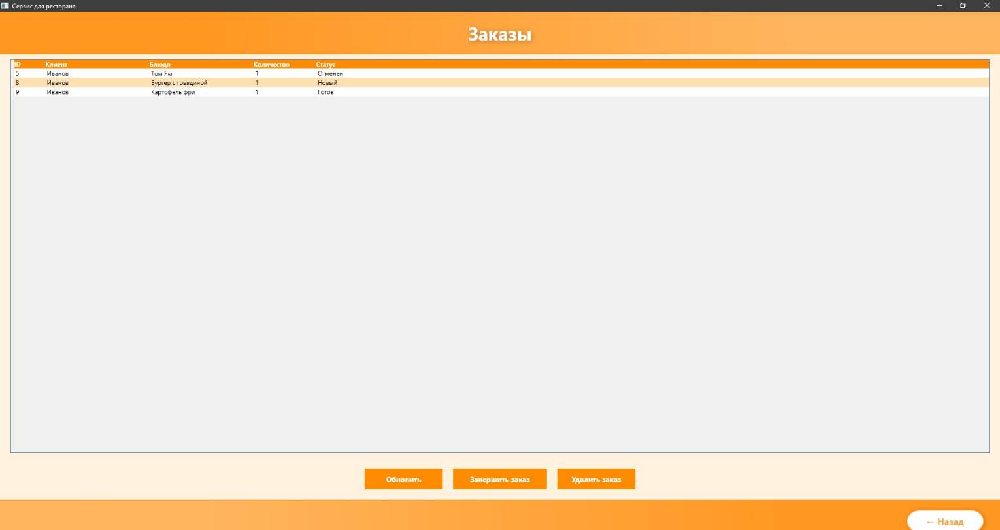 Сервис для ресторана
Заказы
ID Клиент Блюдо Количество Статус
5 Иванов Том Ям 1 Отменен
8 Иванов Бургер с говядиной 1 Новый
9 Иванов Картофель фри 1 Готов
Обновить Завершить заказ Удалить заказ
← Назад